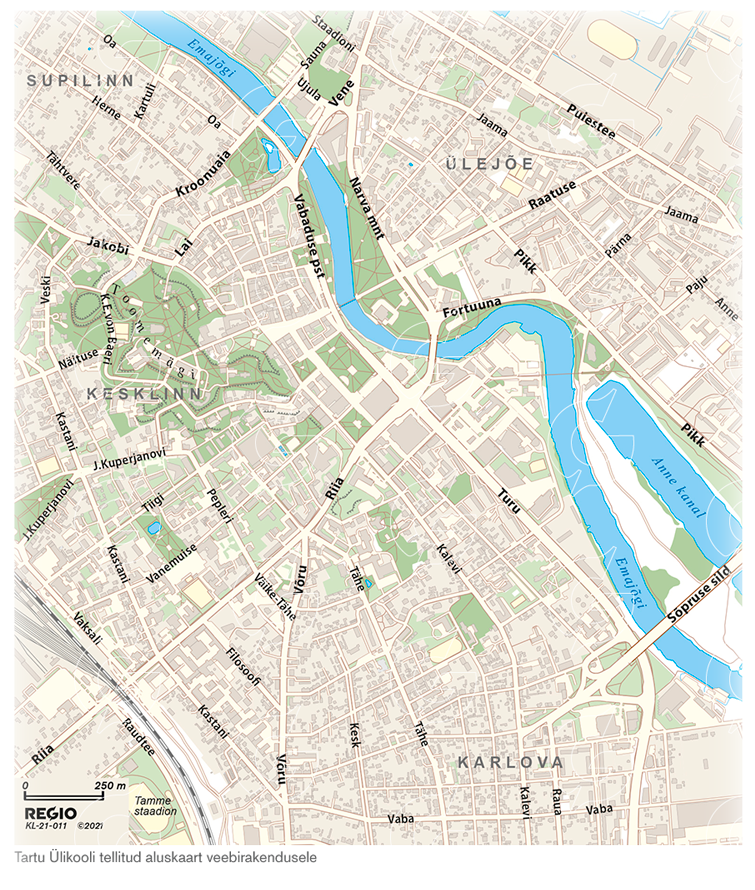 Staadioni
Oa
Emajõgi
Sauna
SUPILINN
Kartuli
Ujula
Vene
Herne
Oa
Puiestee
Jaama
Tähtvere
Kroonuaia
ÜLEJÕE
Narva mnt
Raatuse
Jaama
Vabaduse pst
Jakobi
Lai
Pikk
Pärna
Veski
Toomemägi
K.E.von Baeri
Fortuuna
Paju
Anne
Näituse
KESKLINN
Kastani
Pikk
J.Kuperjanovi
Anne kanal
Riia
J.Kuperjanovi
Tiigi
Pepleri
Turu
Kastani
Vanemuise
Kalevi
Võru
Tähe
Väike-Tähe
Emajõgi
Sõpruse sild
Vaksali
Filosoofi
Kastani
Riia
Raudtee
Kesk
Tähe
Võru
KARLOVA
0 250 m
Tamme
staadion
Kalevi
Räua
Vaba
Vaba
REGIO
KL-21-011 ©2021
Tartu Ülikooli tellitud aluskaart veebirakendusele